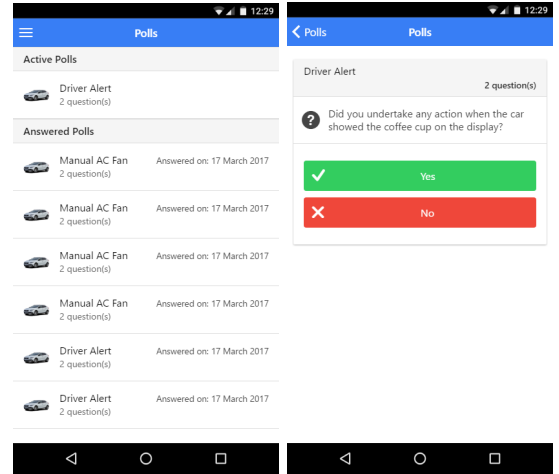 12:29
Polls
Active Polls
Driver Alert
2 question(s)
Answered Polls
Manual AC Fan Answered on: 17 March 2017
2 question(s)
Manual AC Fan Answered on: 17 March 2017
2 question(s)
Manual AC Fan Answered on: 17 March 2017
2 question(s)
Manual AC Fan Answered on: 17 March 2017
2 question(s)
Driver Alert Answered on: 17 March 2017
2 question(s)
Driver Alert Answered on: 17 March 2017
2 question(s)
12:29
Polls Polls
Driver Alert
2 question(s)
Did you undertake any action when the car
showed the coffee cup on the display?
Yes
No